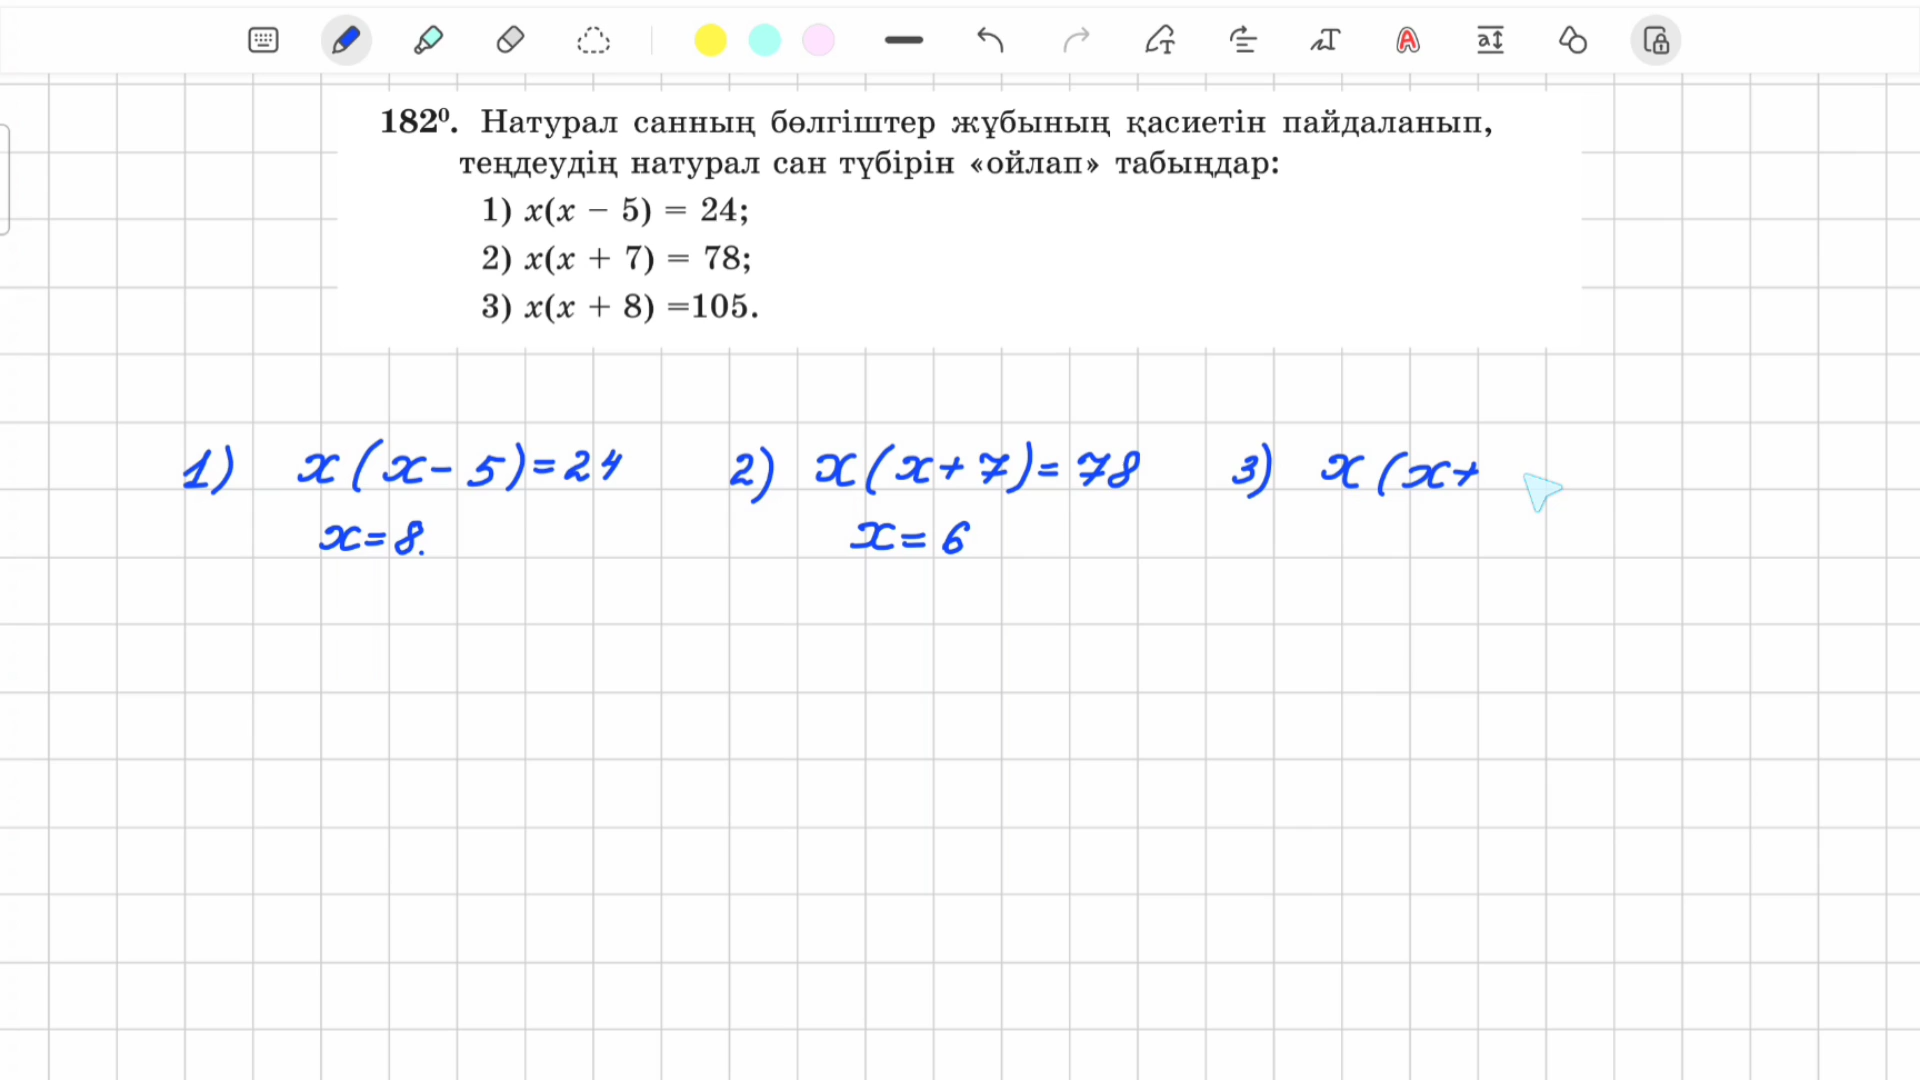 182⁰. Натурал санның бөлгіштер жұбының қасиетін пайдаланып,
теңдеудің натурал сан түбірін «ойлап» табыңдар:
1) x(x − 5) = 24;
2) x(x + 7) = 78;
3) x(x + 8) =105.
1) x(x-5)=24 2) x(x+7)=78 3) x(x+
x=8. x=6